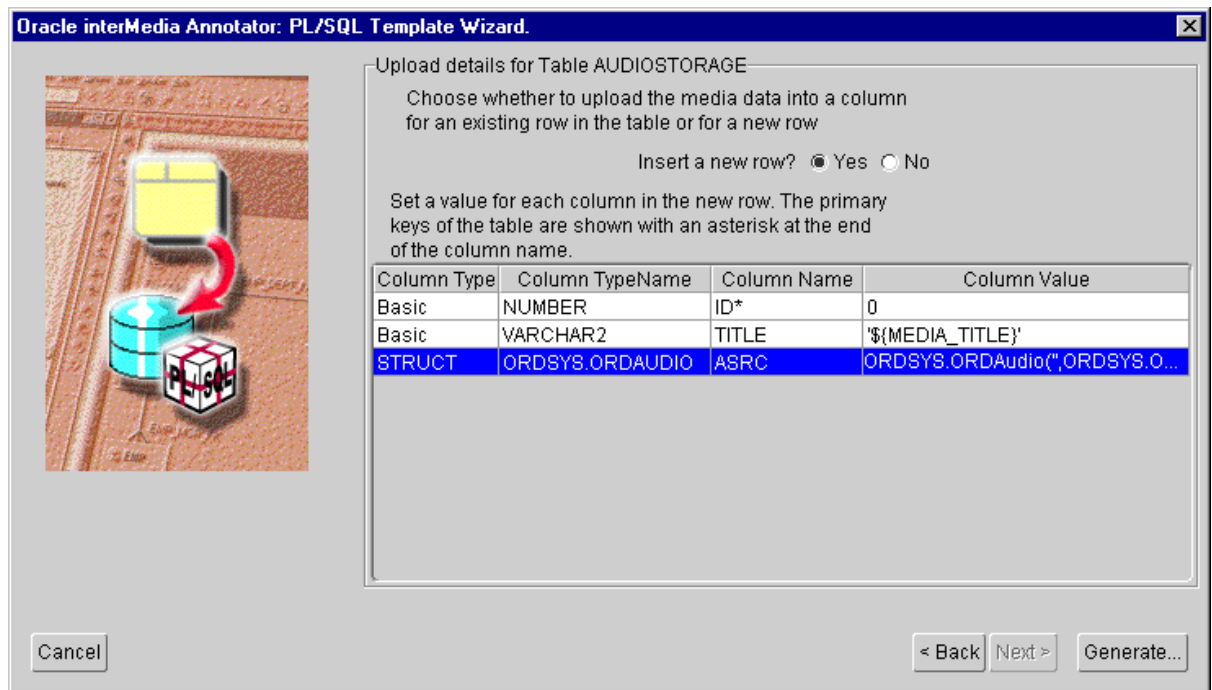 Oracle interMedia Annotator: PL/SQL Template Wizard.
Upload details for Table AUDIOSTORAGE
Choose whether to upload the media data into a column
for an existing row in the table or for a new row
Insert a new row? Yes No
Set a value for each column in the new row. The primary
keys of the table are shown with an asterisk at the end
of the column name.
Column Type Column TypeName Column Name Column Value
Basic NUMBER ID* 0
Basic VARCHAR2 TITLE '${MEDIA_TITLE}'
STRUCT ORDSYS.ORDAUDIO ASRC ORDSYS.ORDAudio('',ORDSYS.O...
PL/SQL
Cancel < Back Next > Generate...